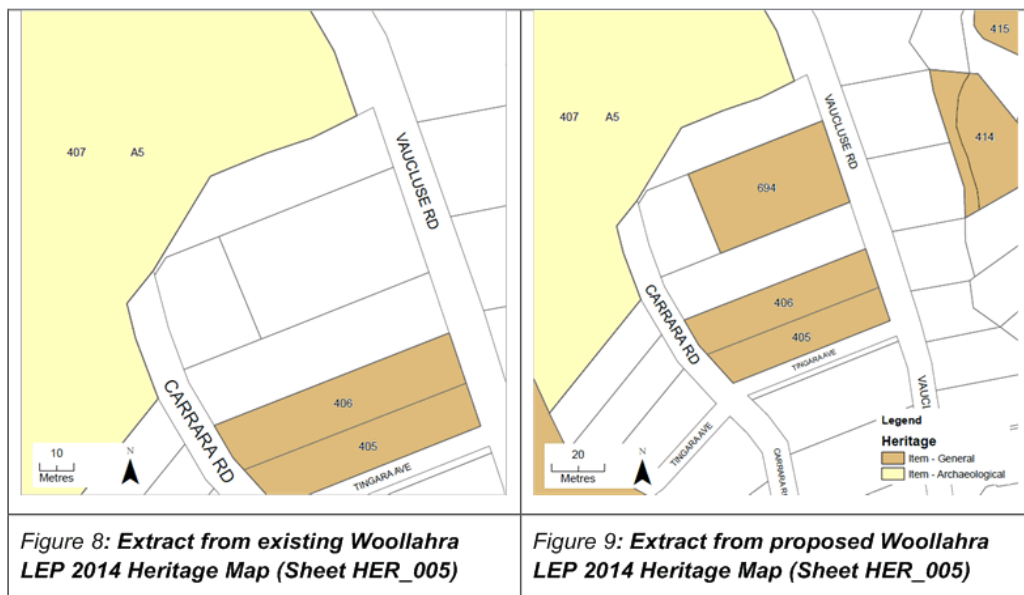 407
A5
VAUCLUSE RD
406
405
CARRARA RD
TINGARA AVE
10
Metres
N
415
407
A5
VAUCLUSE RD
414
694
406
405
CARRARA RD
TINGARA AVE
TINGARA AVE
VAUCL
CARRARA R
20
Metres
N
Legend
Heritage
Item - General
Item - Archaeological
Figure 8: Extract from existing Woollahra
LEP 2014 Heritage Map (Sheet HER_005)
Figure 9: Extract from proposed Woollahra
LEP 2014 Heritage Map (Sheet HER_005)